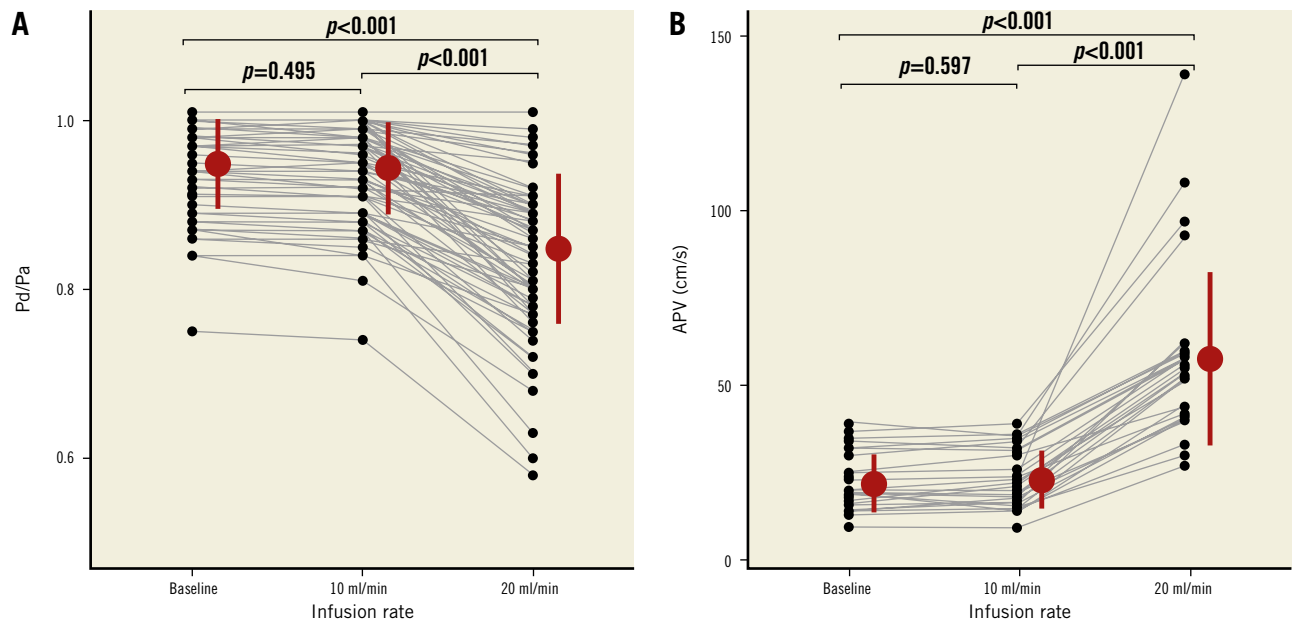 A
p<0.001
p=0.495
p<0.001
1.0
0.8
0.6
Pd/Pa
Baseline
10 ml/min
20 ml/min
Infusion rate
B
p<0.001
p=0.597
p<0.001
150
100
50
0
APV (cm/s)
Baseline
10 ml/min
20 ml/min
Infusion rate